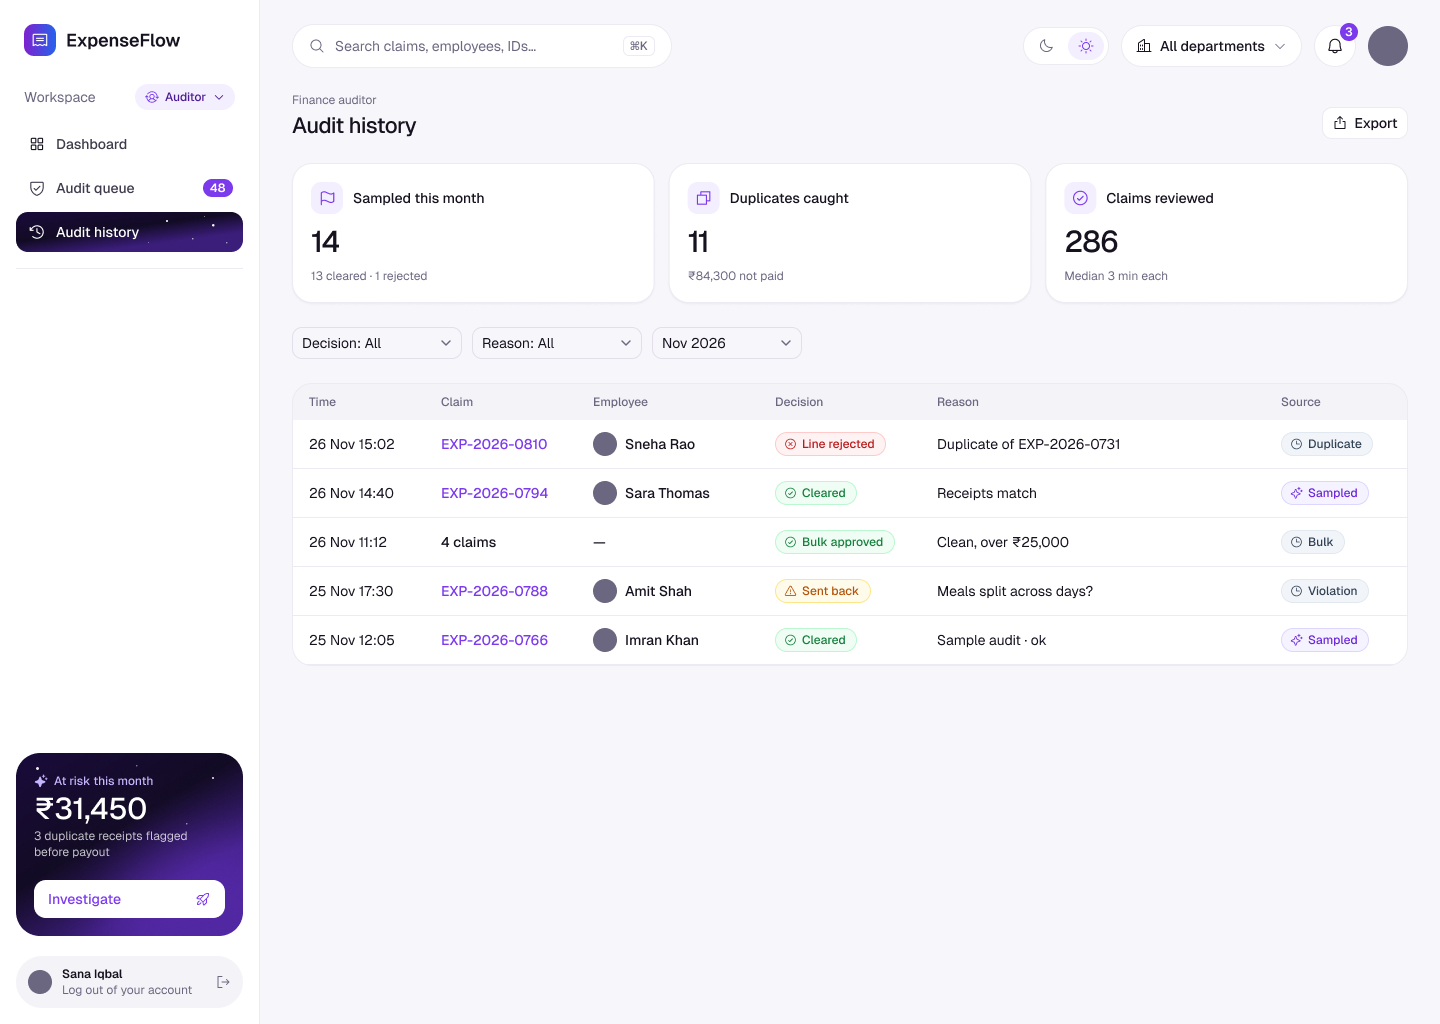 ExpenseFlow
Search claims, employees, IDs...
⌘K
All departments
3
Workspace
Auditor
Dashboard
Audit queue
48
Audit history
Finance auditor
Audit history
Export
Sampled this month
14
13 cleared · 1 rejected
Duplicates caught
11
₹84,300 not paid
Claims reviewed
286
Median 3 min each
Decision: All
Reason: All
Nov 2026
Time Claim Employee Decision Reason Source
26 Nov 15:02 EXP-2026-0810 Sneha Rao Line rejected Duplicate of EXP-2026-0731 Duplicate
26 Nov 14:40 EXP-2026-0794 Sara Thomas Cleared Receipts match Sampled
26 Nov 11:12 4 claims — Bulk approved Clean, over ₹25,000 Bulk
25 Nov 17:30 EXP-2026-0788 Amit Shah Sent back Meals split across days? Violation
25 Nov 12:05 EXP-2026-0766 Imran Khan Cleared Sample audit · ok Sampled
At risk this month
₹31,450
3 duplicate receipts flagged
before payout
Investigate
Sana Iqbal
Log out of your account